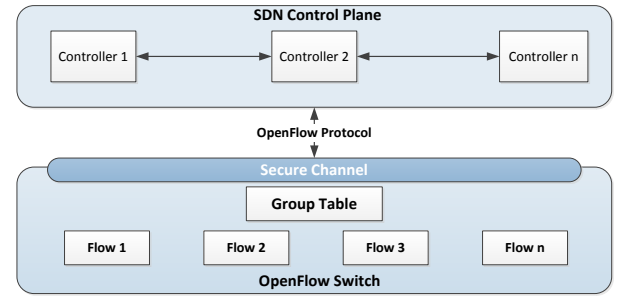 SDN Control Plane
Controller 1
Controller 2
Controller n
OpenFlow Protocol
Secure Channel
Group Table
Flow 1
Flow 2
Flow 3
Flow n
OpenFlow Switch